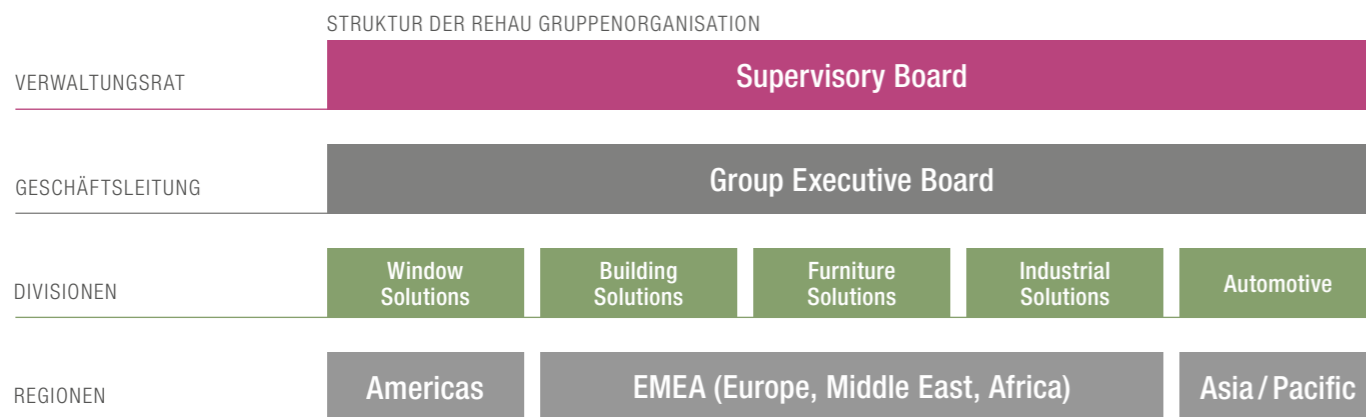 STRUKTUR DER REHAU GRUPPENORGANISATION
VERWALTUNGSRAT
Supervisory Board
GESCHÄFTSLEITUNG
Group Executive Board
DIVISIONEN
Window
Solutions
Building
Solutions
Furniture
Solutions
Industrial
Solutions
Automotive
REGIONEN
Americas
EMEA (Europe, Middle East, Africa)
Asia / Pacific